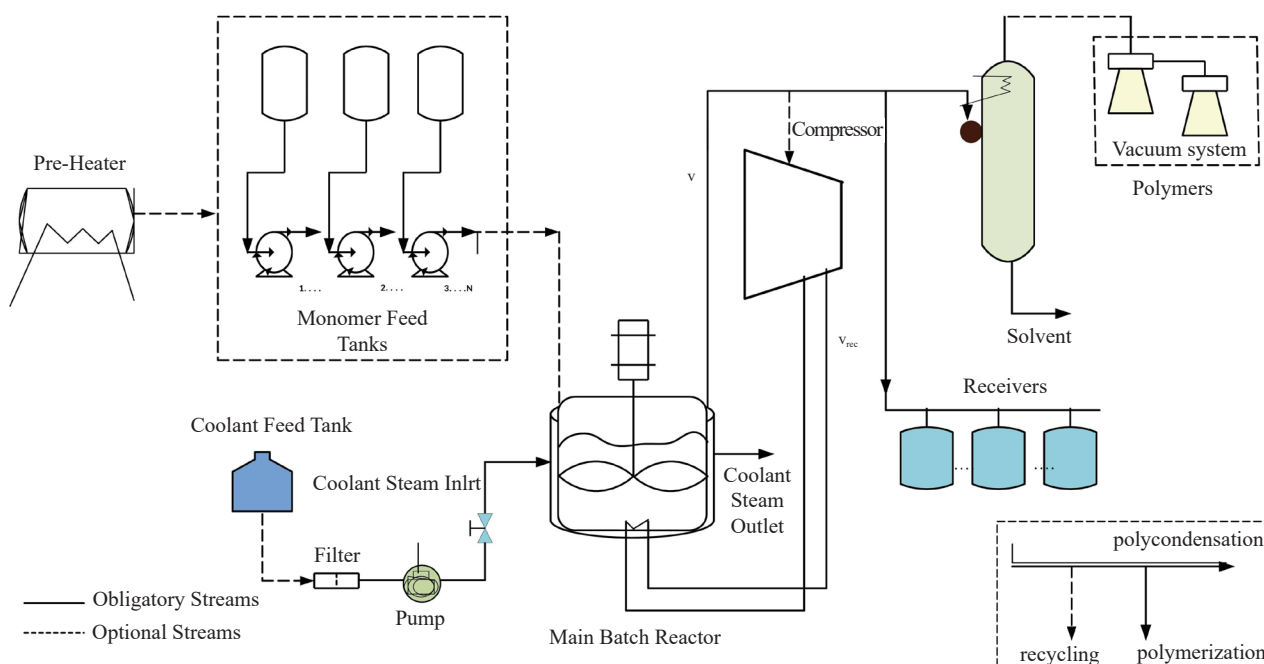 Pre-Heater
1. . . .
2. . . .
3. . . .N
Monomer Feed
Tanks
Compressor
v
v_rec
Vacuum system
Polymers
Solvent
Receivers
....
....
Coolant Feed Tank
Coolant Steam Inlrt
Filter
Pump
Coolant
Steam
Outlet
Main Batch Reactor
Obligatory Streams
Optional Streams
polycondensation
recycling
polymerization